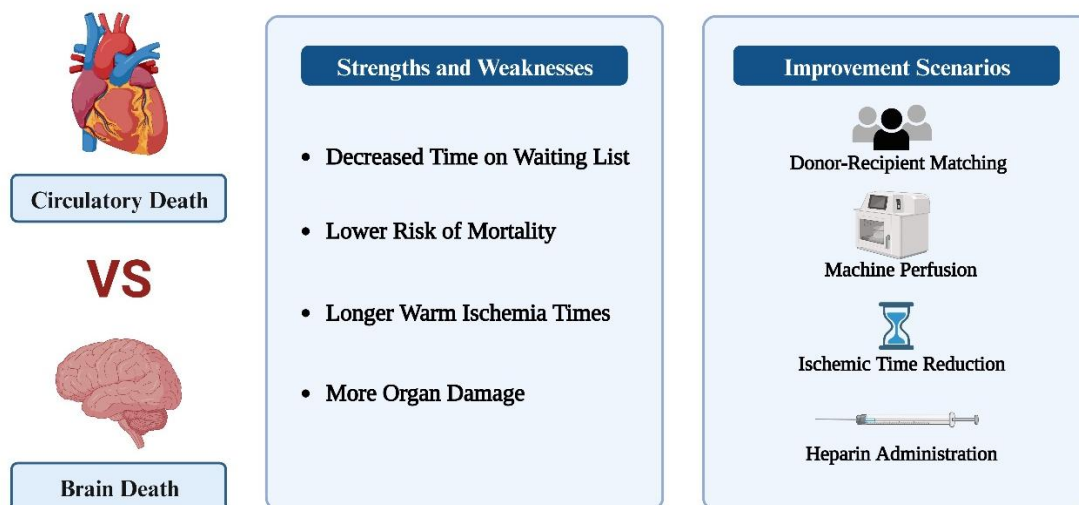 Circulatory Death
VS
Brain Death
Strengths and Weaknesses
• Decreased Time on Waiting List
• Lower Risk of Mortality
• Longer Warm Ischemia Times
• More Organ Damage
Improvement Scenarios
Donor-Recipient Matching
Machine Perfusion
Ischemic Time Reduction
Heparin Administration